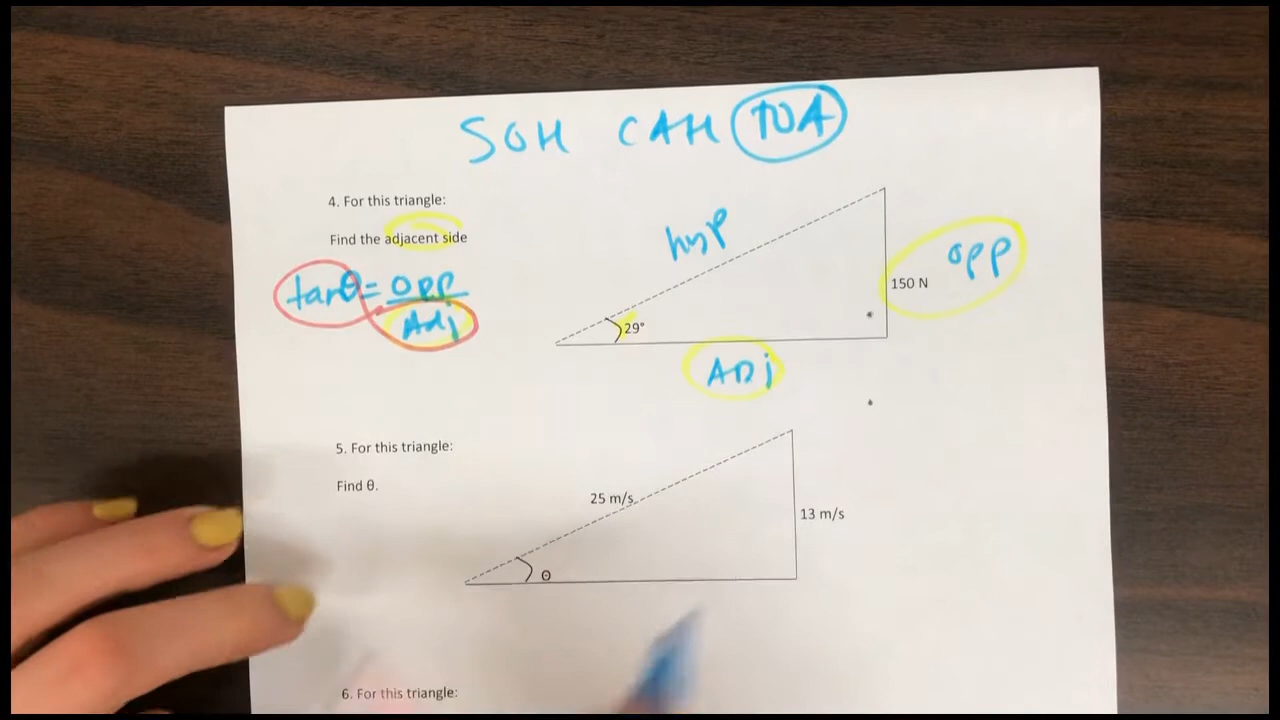 SOH CAH TOA
4. For this triangle:
Find the adjacent side
tanθ = opp
Adj
hyp
150 N
opp
29°
ADj
5. For this triangle:
Find θ.
25 m/s
13 m/s
θ
6. For this triangle: